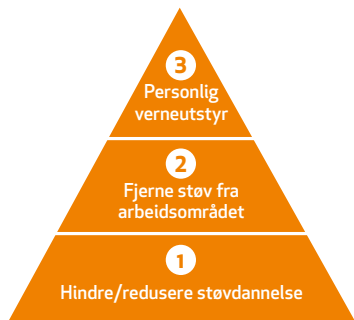 3
Personlig
verneutstyr
2
Fjerne støv fra
arbeidsområdet
1
Hindre/redusere støvdannelse